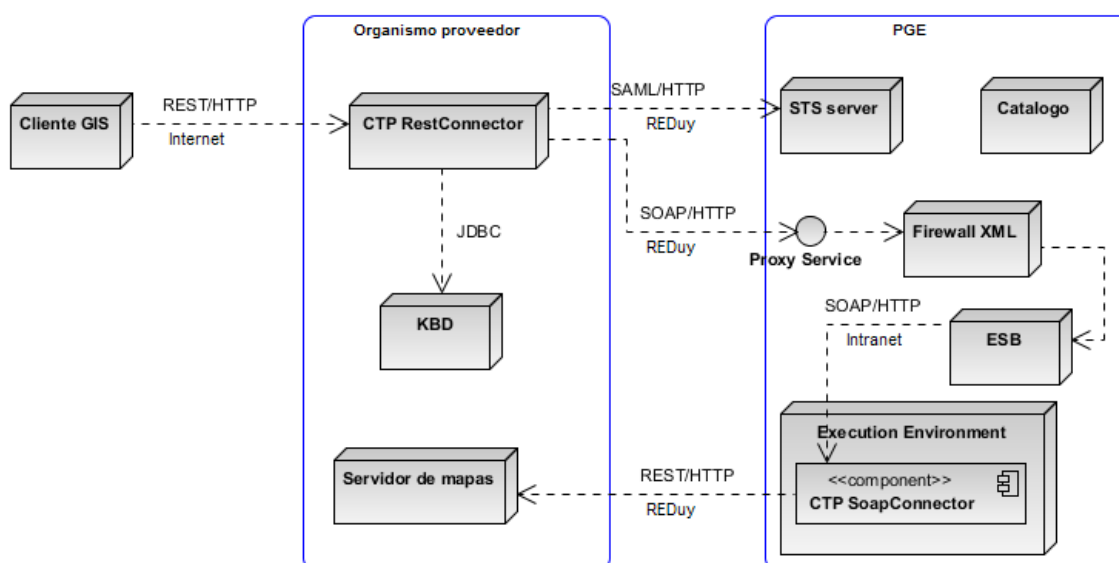 Organismo proveedor
PGE
Cliente GIS
REST/HTTP
Internet
CTP RestConnector
SAML/HTTP
REDuy
STS server
Catalogo
JDBC
SOAP/HTTP
REDuy
Proxy Service
Firewall XML
KBD
SOAP/HTTP
Intranet
ESB
Servidor de mapas
REST/HTTP
REDuy
Execution Environment
<<component>>
CTP SoapConnector